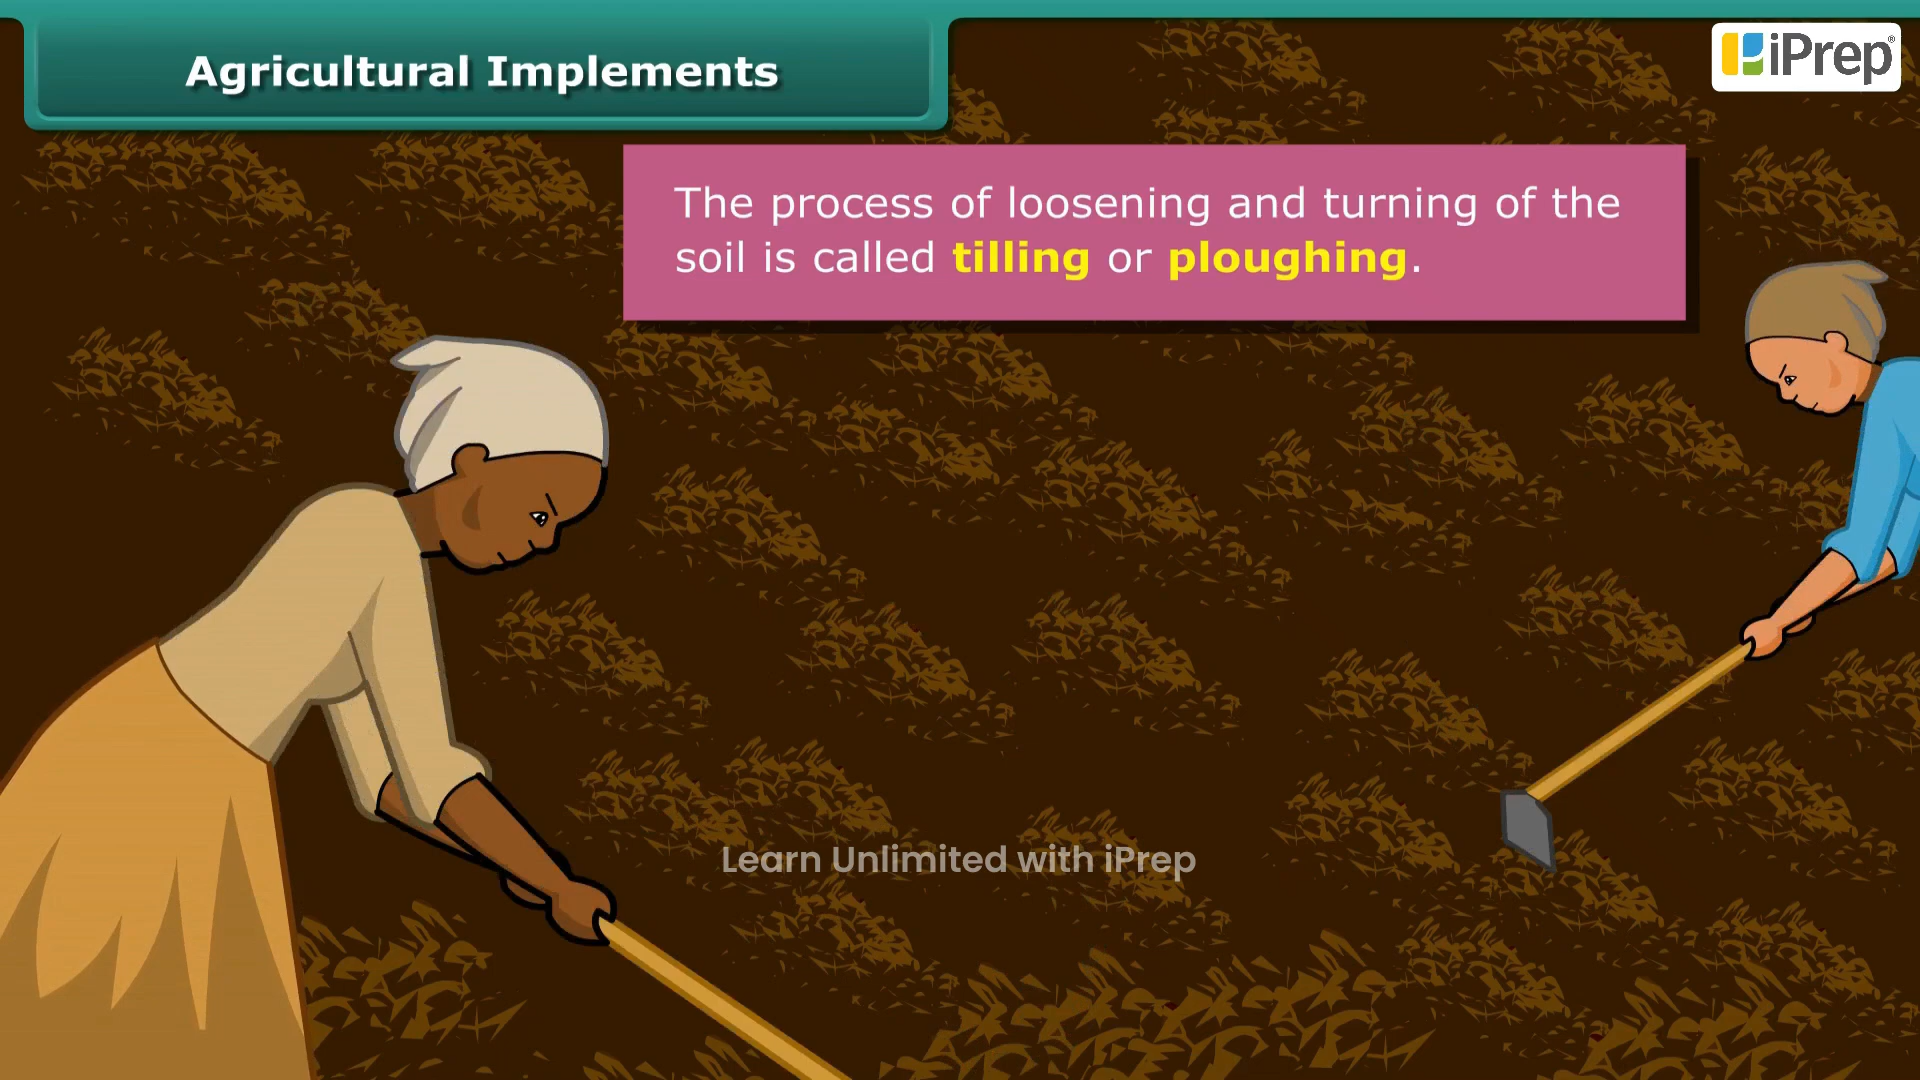 Agricultural Implements
iPrep®
The process of loosening and turning of the
soil is called tilling or ploughing.
Learn Unlimited with iPrep